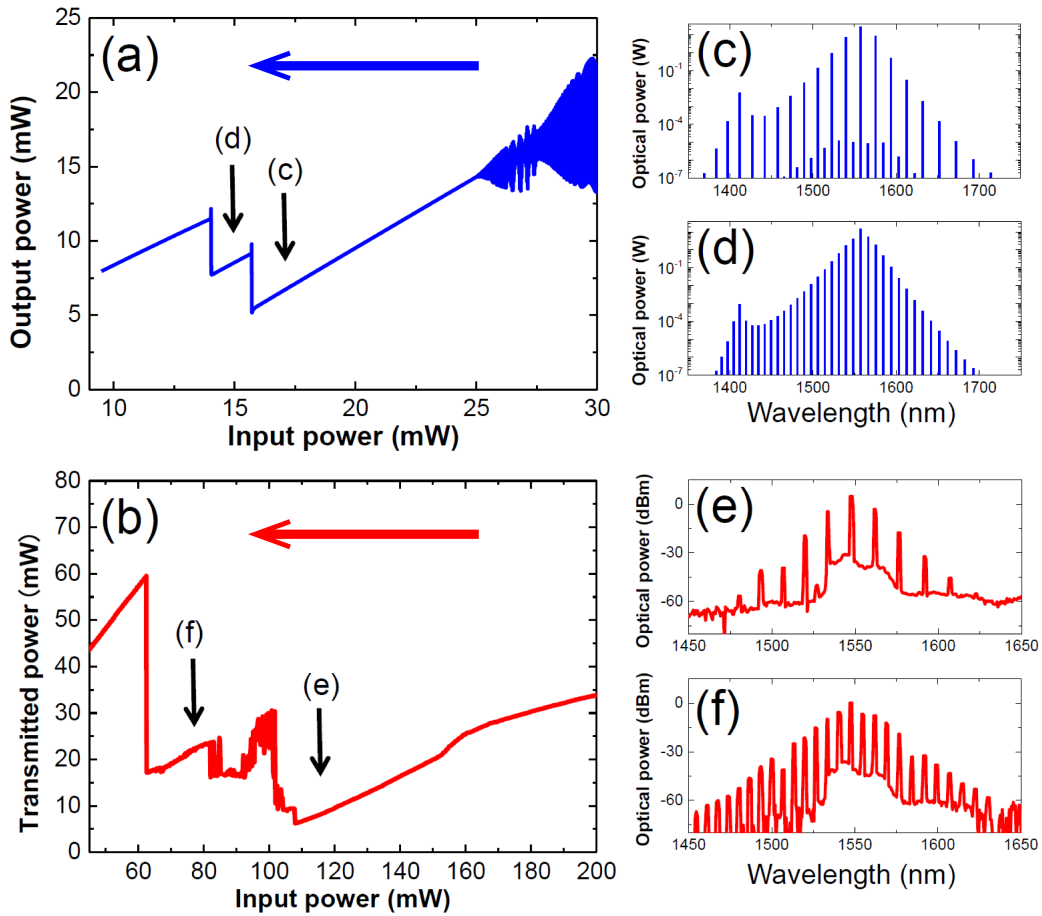 (a)
(d)
(c)
Output power (mW)
25
20
15
10
5
0
10
15
20
25
30
Input power (mW)
(c)
Optical power (W)
10-1
10-4
10-7
1400
1500
1600
1700
(d)
Optical power (W)
10-1
10-4
10-7
1400
1500
1600
1700
Wavelength (nm)
(b)
(f)
(e)
Transmitted power (mW)
80
70
60
50
40
30
20
10
0
60
80
100
120
140
160
180
200
Input power (mW)
(e)
Optical power (dBm)
0
-30
-60
1450
1500
1550
1600
1650
(f)
Optical power (dBm)
0
-30
-60
1450
1500
1550
1600
1650
Wavelength (nm)